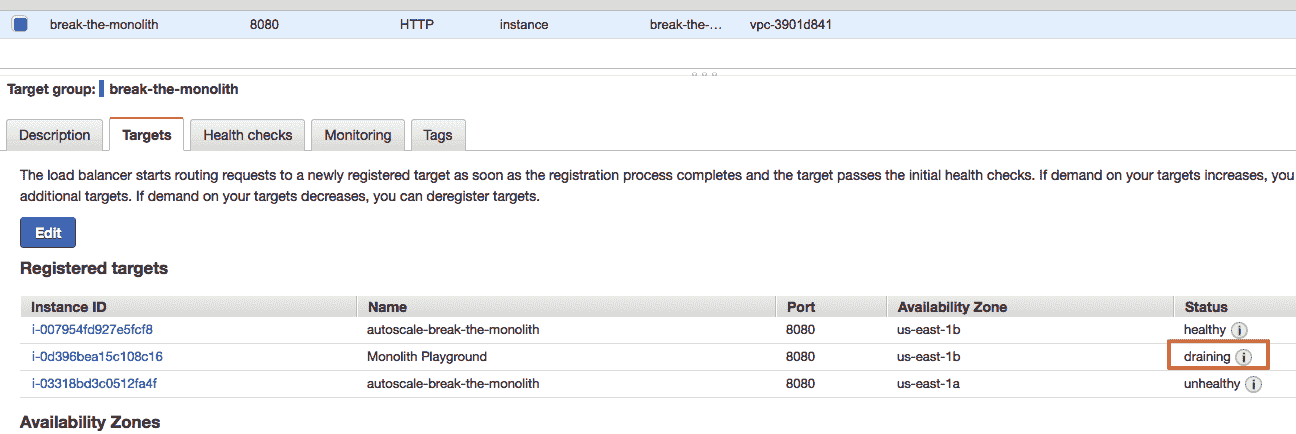 break-the-monolith 8080 HTTP instance break-the-... vpc-3901d841
Target group: break-the-monolith
Description Targets Health checks Monitoring Tags
The load balancer starts routing requests to a newly registered target as soon as the registration process completes and the target passes the initial health checks. If demand on your targets increases, you
additional targets. If demand on your targets decreases, you can deregister targets.
Edit
Registered targets
Instance ID Name Port Availability Zone Status
i-007954fd927e5fcf8 autoscale-break-the-monolith 8080 us-east-1b healthy i
i-0d396bea15c108c16 Monolith Playground 8080 us-east-1b draining i
i-03318bd3c0512fa4f autoscale-break-the-monolith 8080 us-east-1a unhealthy i
Availability Zones